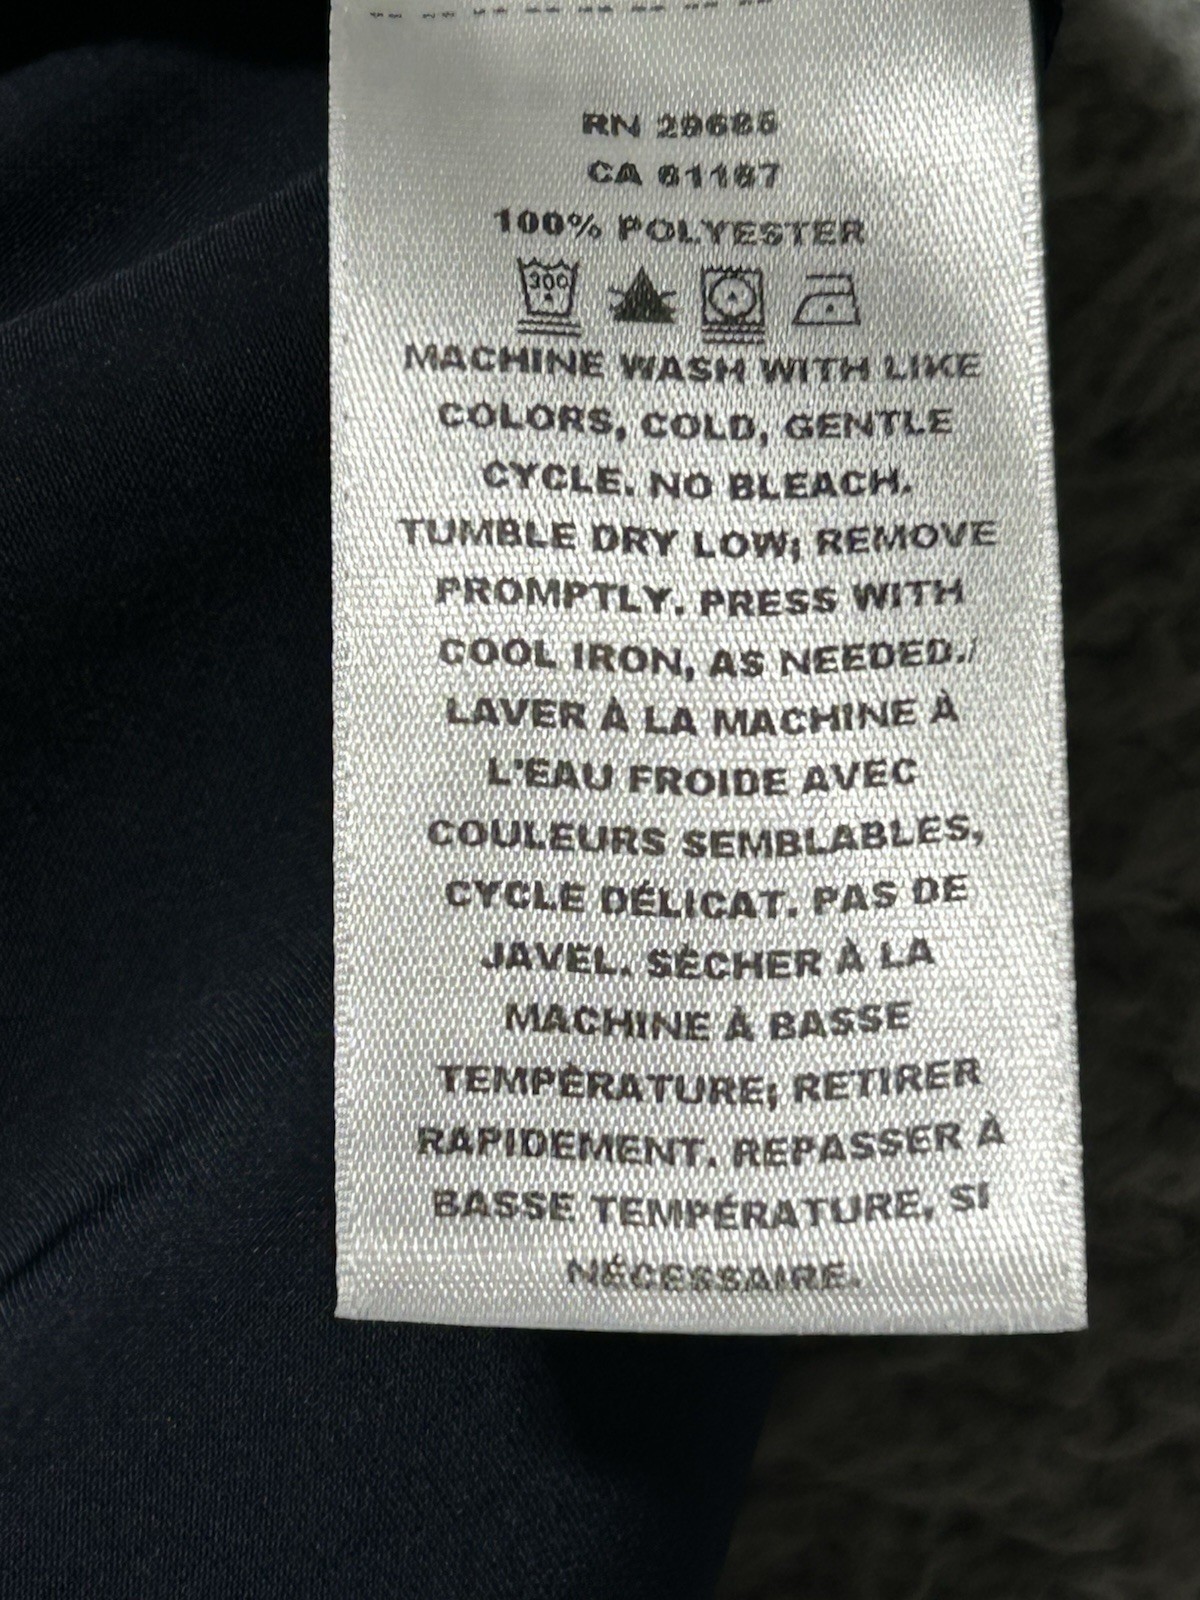 RN 29685
CA 01167
100% POLYESTER
300
MACHINE WASH WITH LIKE
COLORS, COLD, GENTLE
CYCLE. NO BLEACH.
TUMBLE DRY LOW; REMOVE
PROMPTLY. PRESS WITH
COOL IRON, AS NEEDED./
LAVER À LA MACHINE À
L'EAU FROIDE AVEC
COULEURS SEMBLABLES,
CYCLE DÉLICAT. PAS DE
JAVEL. SÉCHER À LA
MACHINE À BASSE
TEMPÉRATURE; RETIRER
RAPIDEMENT. REPASSER À
BASSE TEMPÉRATURE, SI
NÉCESSAIRE.